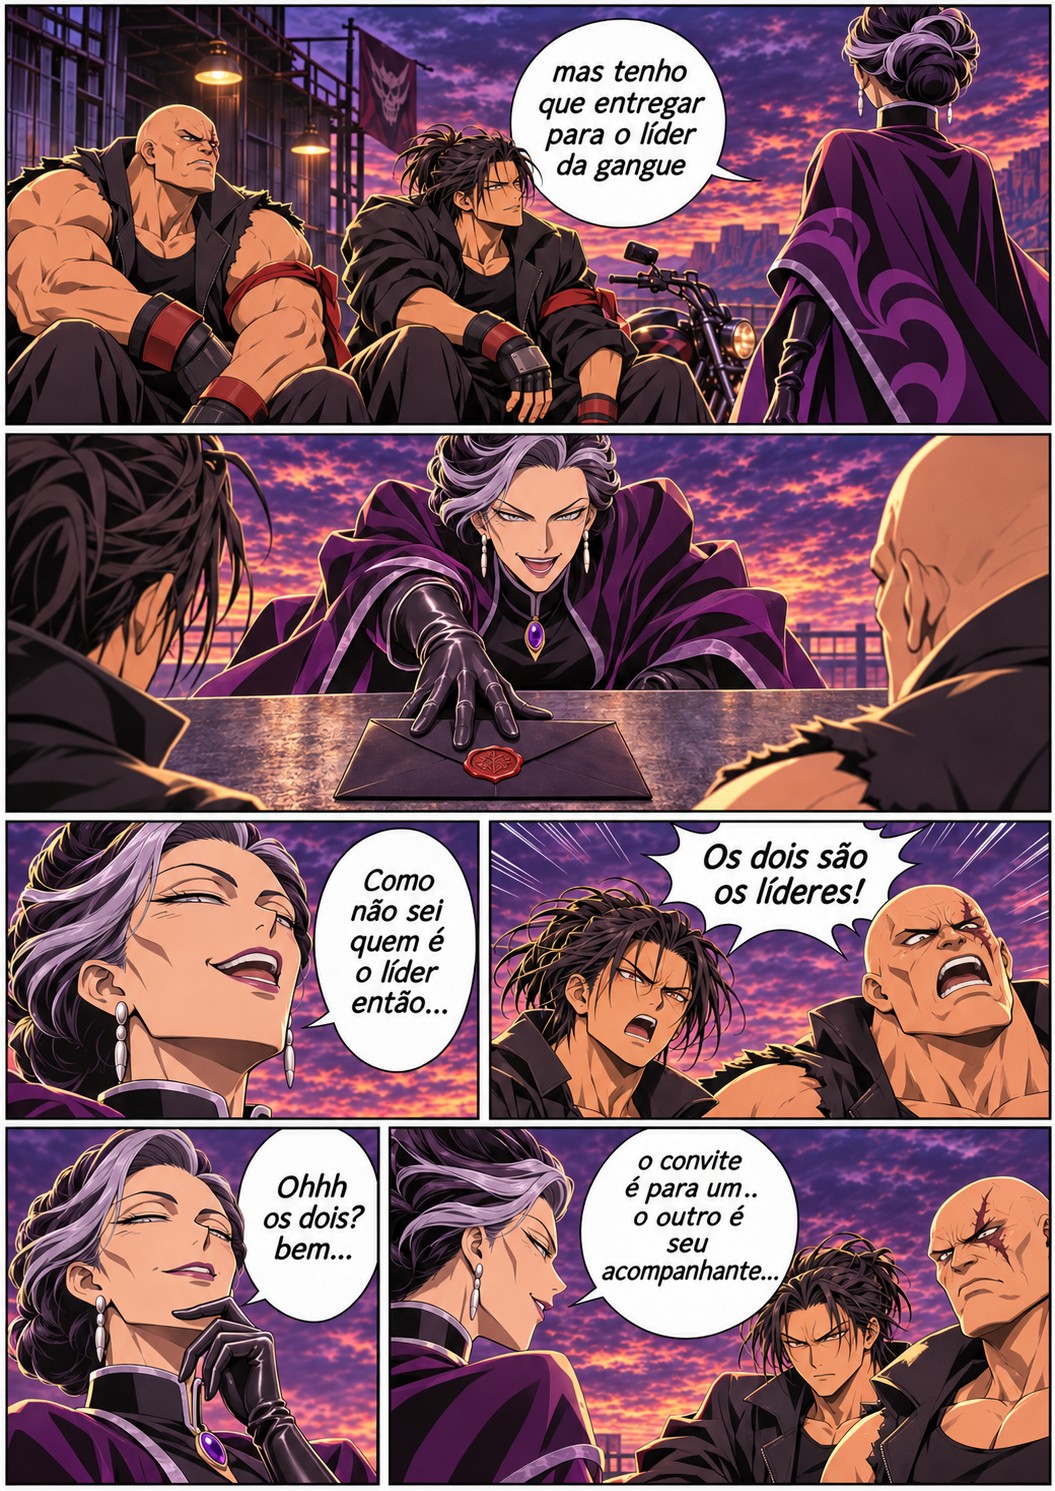 mas tenho
que entregar
para o líder
da gangue
Como
não sei
quem é
o líder
então...
Os dois são
os líderes!
Ohhh
os dois?
bem...
o convite
é para um..
o outro é
seu
acompanhante...